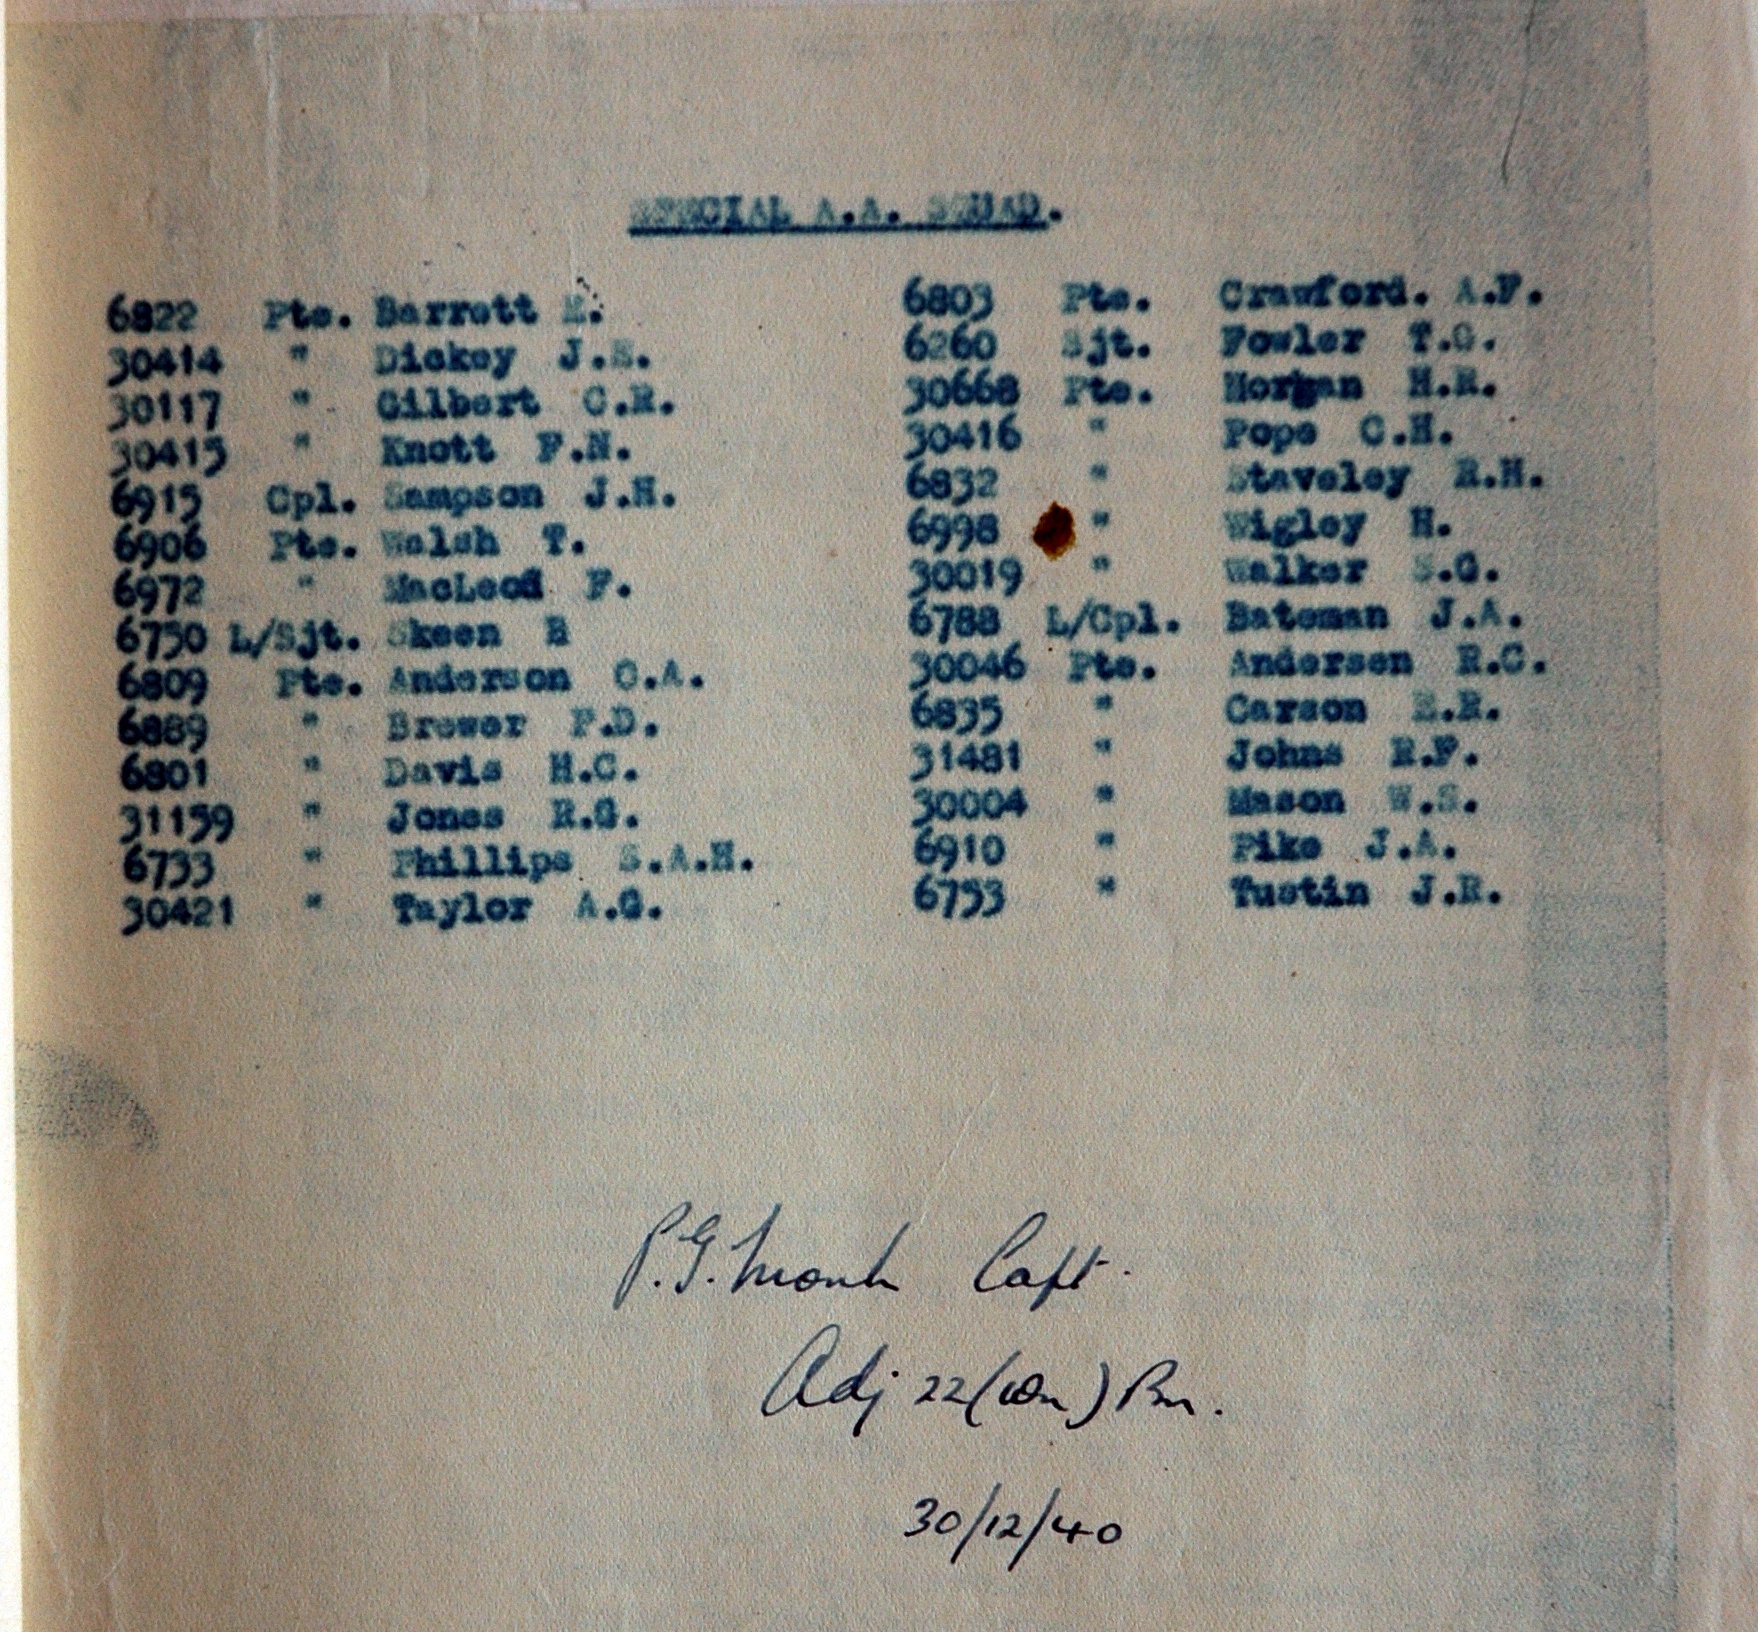 SPECIAL A.A. SQUAD.
6822 Pte. Barrett E.
30414 " Dickey J.E.
30117 " Gilbert C.R.
30415 " Knott F.N.
6915 Cpl. Sampson J.H.
6906 Pte. Walsh T.
6972 " MacLeod F.
6750 L/Sjt. Skeen B
6809 Pte. Anderson C.A.
6889 " Brewer F.D.
6801 " Davis H.C.
31159 " Jones R.G.
6733 " Phillips S.A.H.
30421 " Taylor A.G.
6803 Pte. Crawford. A.F.
6260 Sjt. Fowler T.G.
30668 Pte. Morgan H.R.
30416 " Pope C.H.
6832 " Staveley R.H.
6998 " Wigley H.
30019 " Walker S.G.
6788 L/Cpl. Bateman J.A.
30046 Pte. Andersen R.C.
6835 " Carson E.R.
31481 " Johns R.F.
30004 " Mason W.S.
6910 " Pike J.A.
6753 " Tustin J.R.
P.G. Monk Capt.
Adj 22 (Wn) Bn.
30/12/40